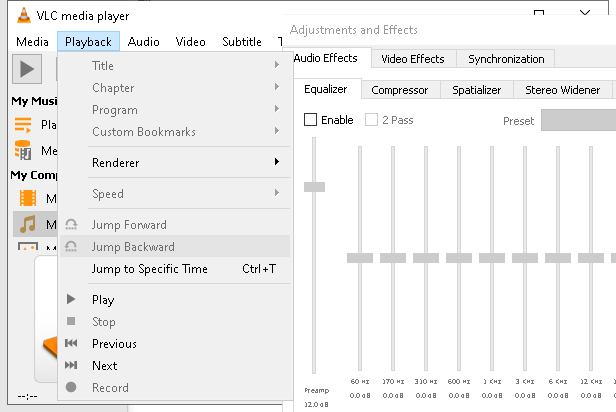 VLC media player
Media Playback Audio Video Subtitle T
Title
Chapter
Program
Custom Bookmarks
Renderer
Speed
Jump Forward
Jump Backward
Jump to Specific Time Ctrl+T
Play
Stop
Previous
Next
Record
My Musi
Pla
Me
My Comp
M
M
M
--:--
Adjustments and Effects
Audio Effects Video Effects Synchronization
Equalizer Compressor Spatializer Stereo Widener
Enable 2 Pass Preset
60 Hz 170 Hz 310 Hz 600 Hz 1 KHz 3 KHz 6 KHz 12 KHz
Preamp 0.0 dB 0.0 dB 0.0 dB 0.0 dB 0.0 dB 0.0 dB 0.0 dB 0.0 dB
12.0 dB